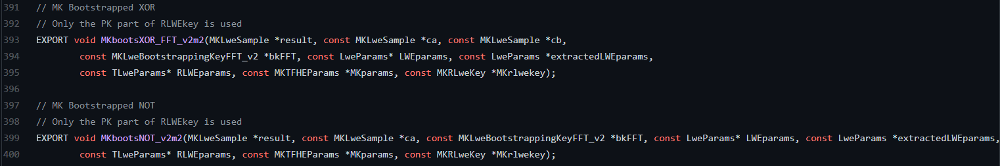 391 // MK Bootstrapped XOR
392 // Only the PK part of RLWEkey is used
393 EXPORT void MKbootsXOR_FFT_v2m2(MKLweSample *result, const MKLweSample *ca, const MKLweSample *cb,
394 const MKLweBootstrappingKeyFFT_v2 *bkFFT, const LweParams* LWEparams, const LweParams *extractedLWEparams,
395 const TLweParams* RLWEparams, const MKTFHEParams *MKparams, const MKRLweKey *MKrlwekey);
396
397 // MK Bootstrapped NOT
398 // Only the PK part of RLWEkey is used
399 EXPORT void MKbootsNOT_v2m2(MKLweSample *result, const MKLweSample *ca, const MKLweBootstrappingKeyFFT_v2 *bkFFT, const LweParams* LWEparams, const LweParams *extractedLWEparams,
400 const TLweParams* RLWEparams, const MKTFHEParams *MKparams, const MKRLweKey *MKrlwekey);